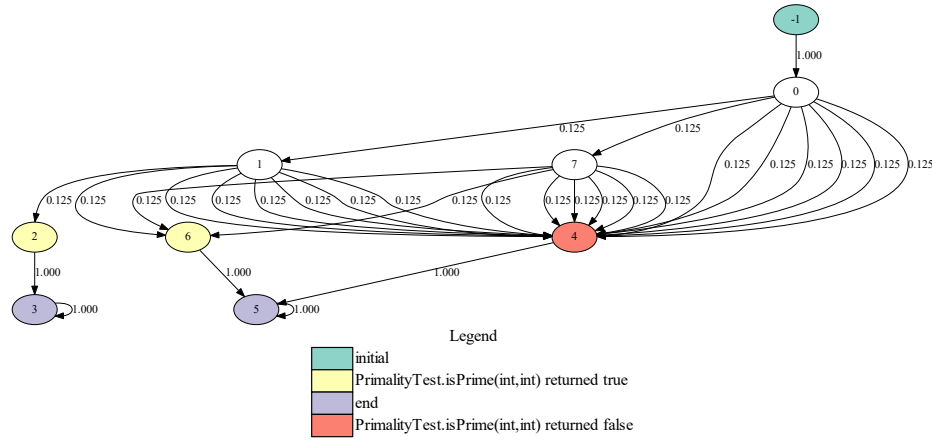 -1
1.000
0
0.125 0.125
1 7 0.125 0.125 0.125 0.125 0.125 0.125
0.125 0.125 0.125 0.125 0.125 0.125 0.125 0.125 0.125 0.125 0.125 0.125 0.125 0.125 0.125 0.125
2 6 4
1.000 1.000 1.000
3 1.000 5 1.000
Legend
initial
PrimalityTest.isPrime(int,int) returned true
end
PrimalityTest.isPrime(int,int) returned false